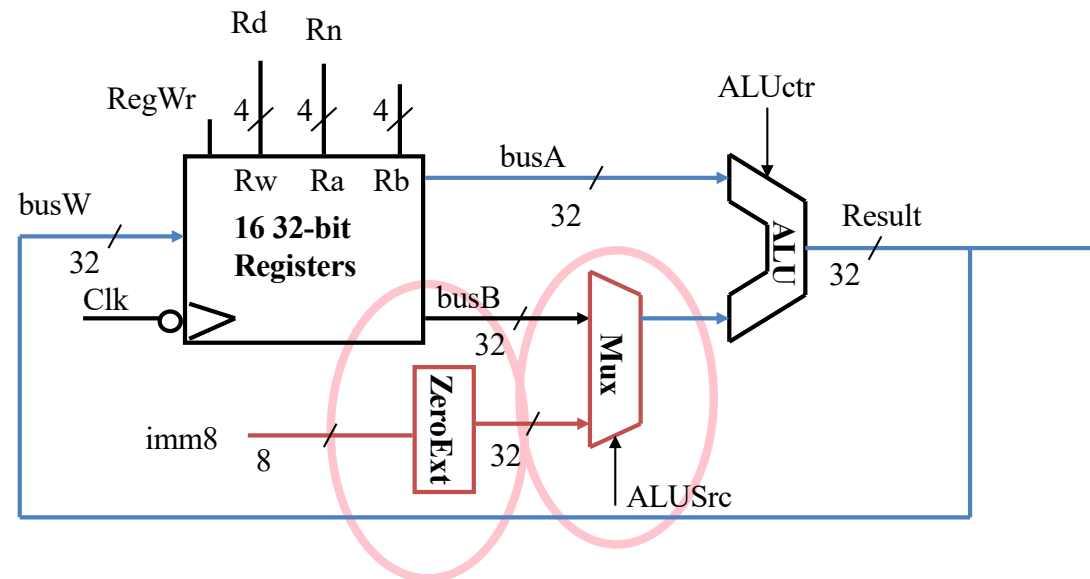 Rd
Rn
RegWr
4
4
4
ALUctr
Rw
Ra
Rb
busA
32
busW
32
16 32-bit
Registers
ALU
Result
32
Clk
busB
32
Mux
ZeroExt
imm8
8
32
ALUSrc